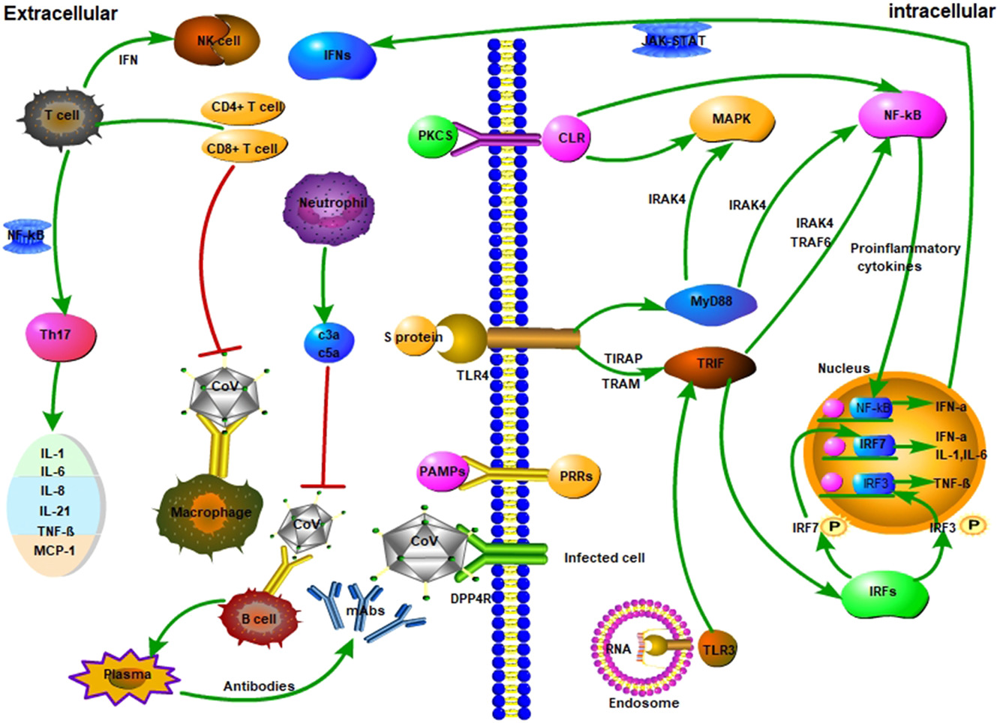 Extracellular
intracellular
NK cell
IFNs
JAK-STAT
IFN
T cell
CD4+ T cell
CD8+ T cell
PKCS
CLR
MAPK
NF-kB
Neutrophil
IRAK4
IRAK4
IRAK4
TRAF6
NF-kB
Proinflammatory
cytokines
Th17
c3a
c5a
MyD88
S protein
TLR4
TIRAP
TRAM
TRIF
Nucleus
CoV
NF-kB
IFN-a
IRF7
IFN-a
IL-1,IL-6
IRF3
TNF-ß
IL-1
IL-6
IL-8
IL-21
TNF-ß
MCP-1
PAMPs
PRRs
Macrophage
CoV
CoV
IRF7
P
IRF3
P
Infected cell
DPP4R
IRFs
B cell
mAbs
RNA
TLR3
Plasma
Antibodies
Endosome